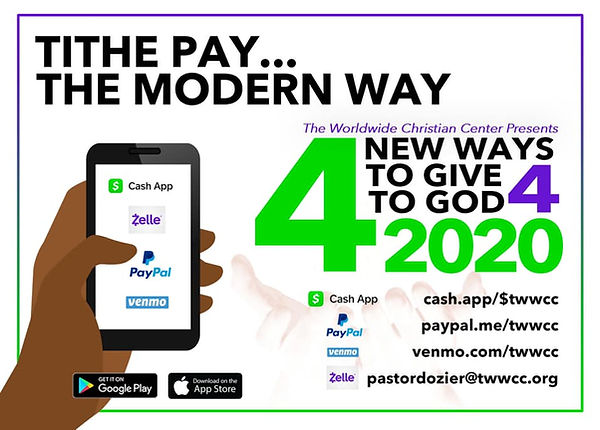 TITHE PAY...
THE MODERN WAY
The Worldwide Christian Center Presents
4 NEW WAYS
TO GIVE
TO GOD 4
2020
$ Cash App
Zelle
PayPal
venmo
$ Cash App cash.app/$twwcc
PayPal paypal.me/twwcc
venmo venmo.com/twwcc
Zelle pastordozier@twwcc.org
GET IT ON
Google Play
Download on the
App Store